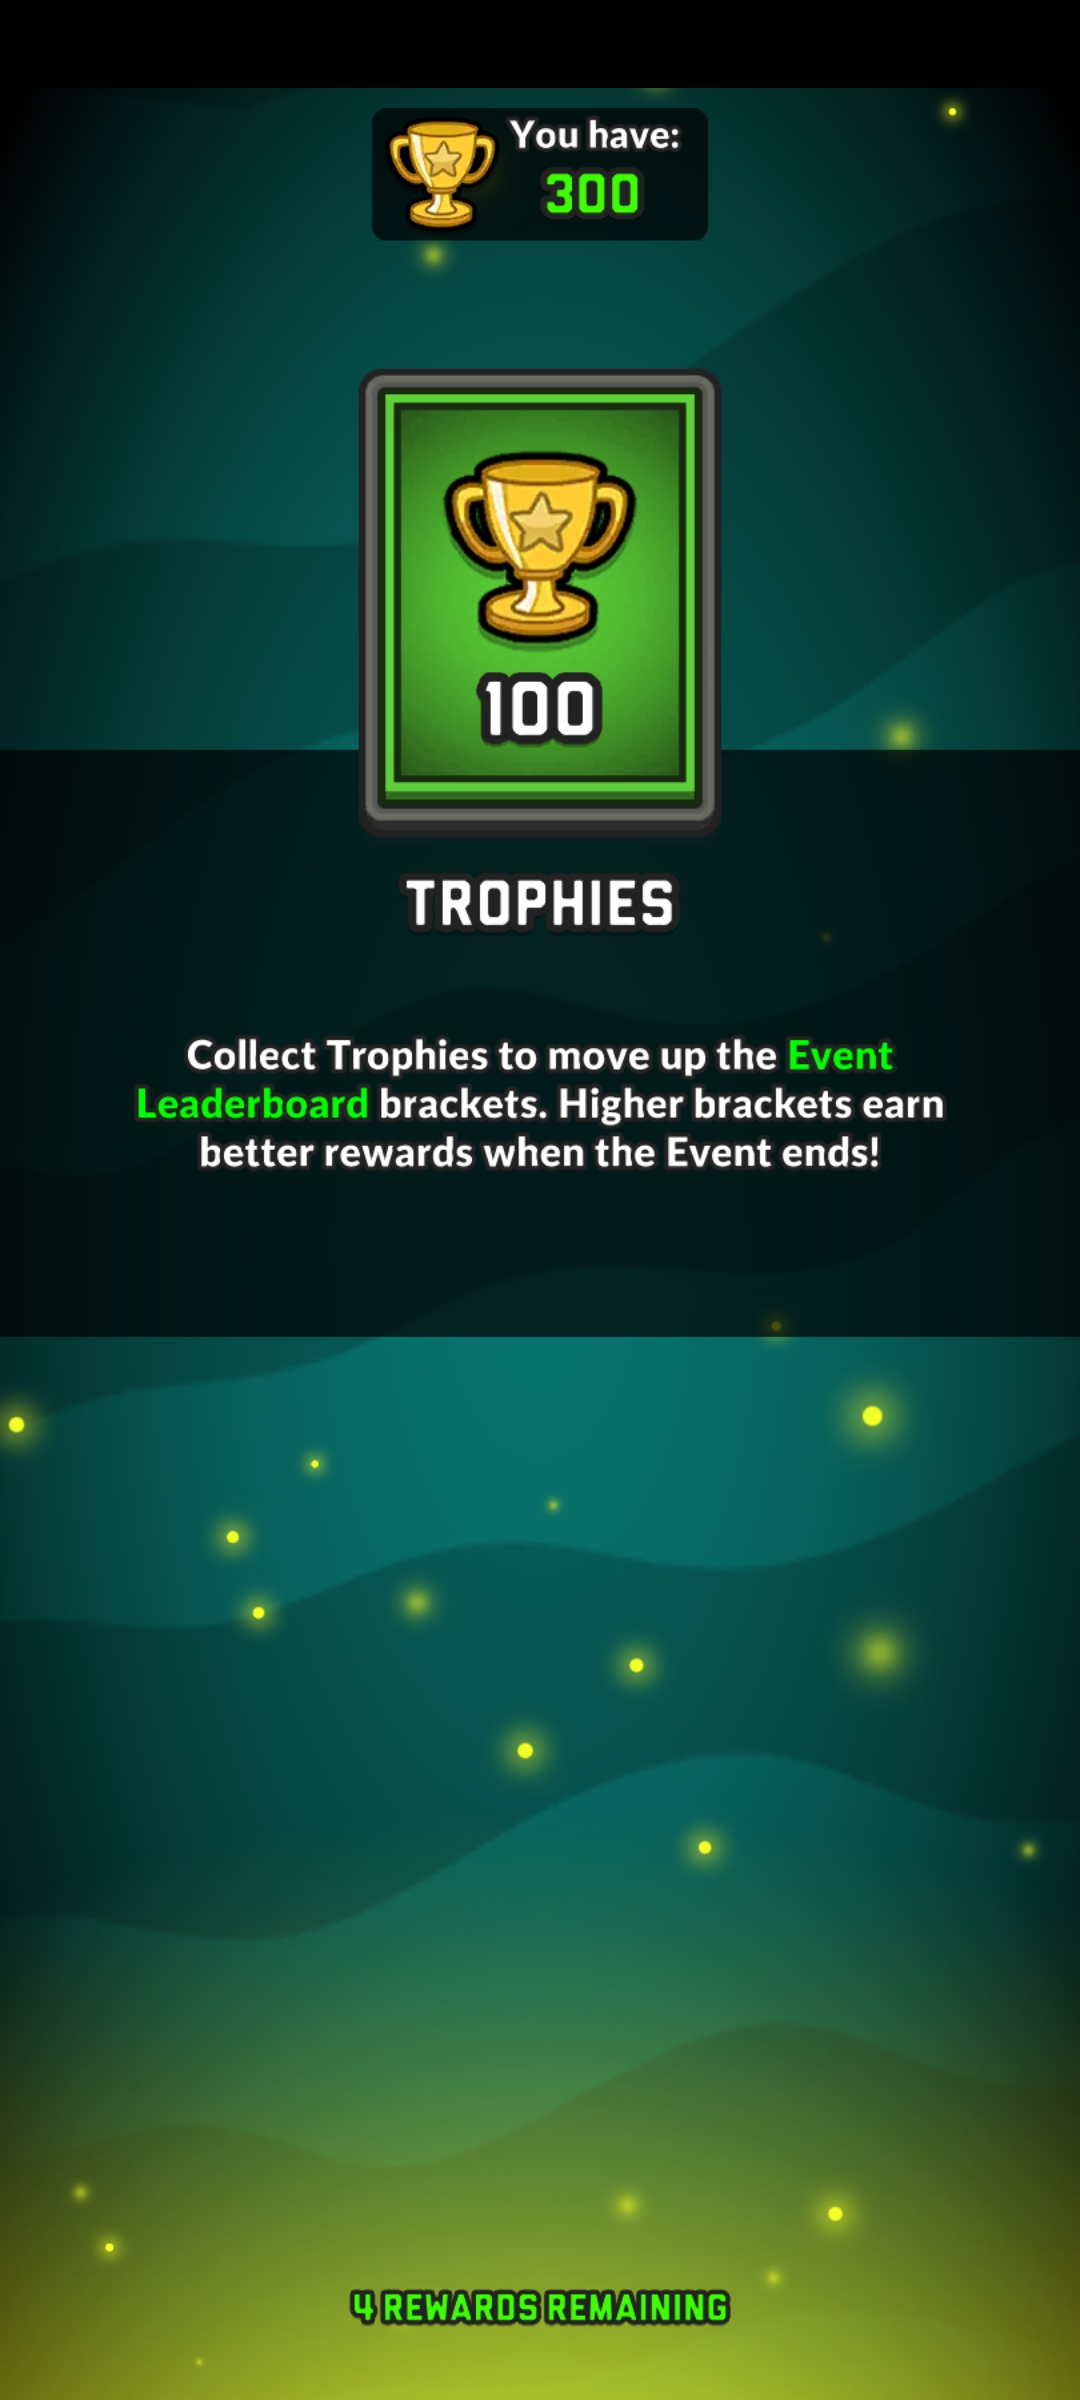 You have:
300
100
TROPHIES
Collect Trophies to move up the Event
Leaderboard brackets. Higher brackets earn
better rewards when the Event ends!
4 REWARDS REMAINING